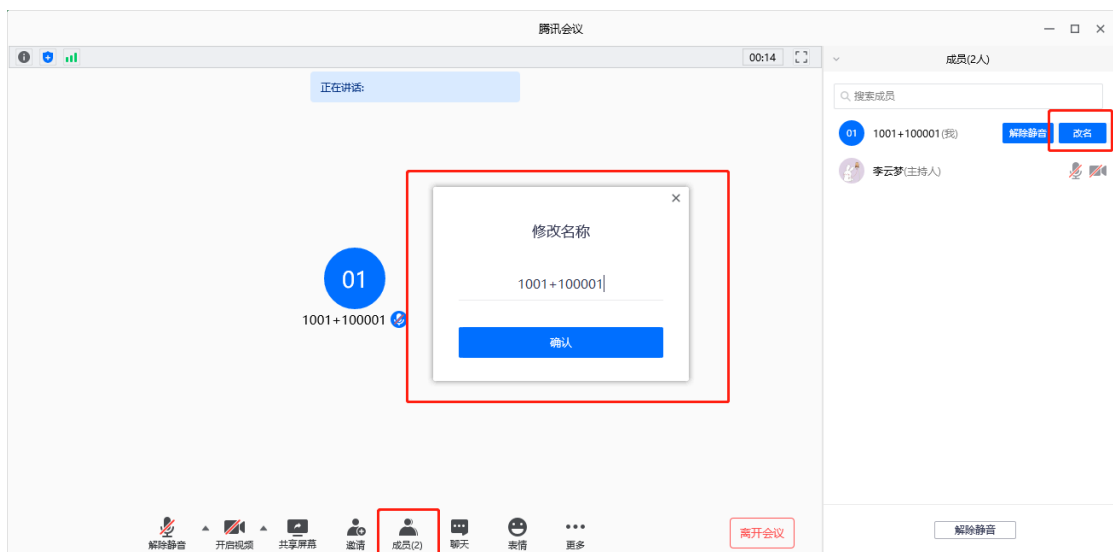 腾讯会议
00:14
成员(2人)
正在讲话:
搜索成员
01 1001+100001(我) 解除静音 改名
李云梦(主持人)
修改名称
1001+100001
确认
01
1001+100001
解除静音 开启视频 共享屏幕 邀请 成员(2) 聊天 表情 更多
离开会议
解除静音